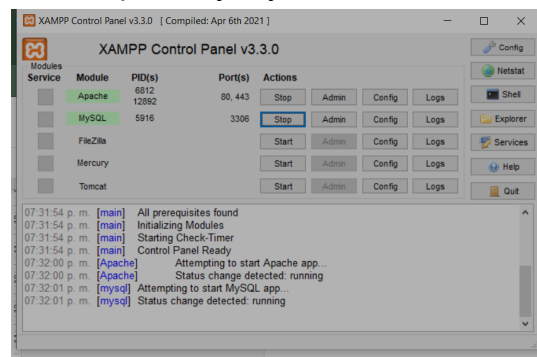 XAMPP Control Panel v3.3.0 [ Compiled: Apr 6th 2021 ]
XAMPP Control Panel v3.3.0
Config
Modules
Service Module PID(s) Port(s) Actions
Netstat
Apache 6812 12892 80, 443 Stop Admin Config Logs
Shell
MySQL 5916 3306 Stop Admin Config Logs
Explorer
FileZilla Start Admin Config Logs
Services
Mercury Start Admin Config Logs
Help
Tomcat Start Admin Config Logs
Quit
07:31:54 p. m. [main] All prerequisites found
07:31:54 p. m. [main] Initializing Modules
07:31:54 p. m. [main] Starting Check-Timer
07:31:54 p. m. [main] Control Panel Ready
07:32:00 p. m. [Apache] Attempting to start Apache app...
07:32:00 p. m. [Apache] Status change detected: running
07:32:01 p. m. [mysql] Attempting to start MySQL app...
07:32:01 p. m. [mysql] Status change detected: running